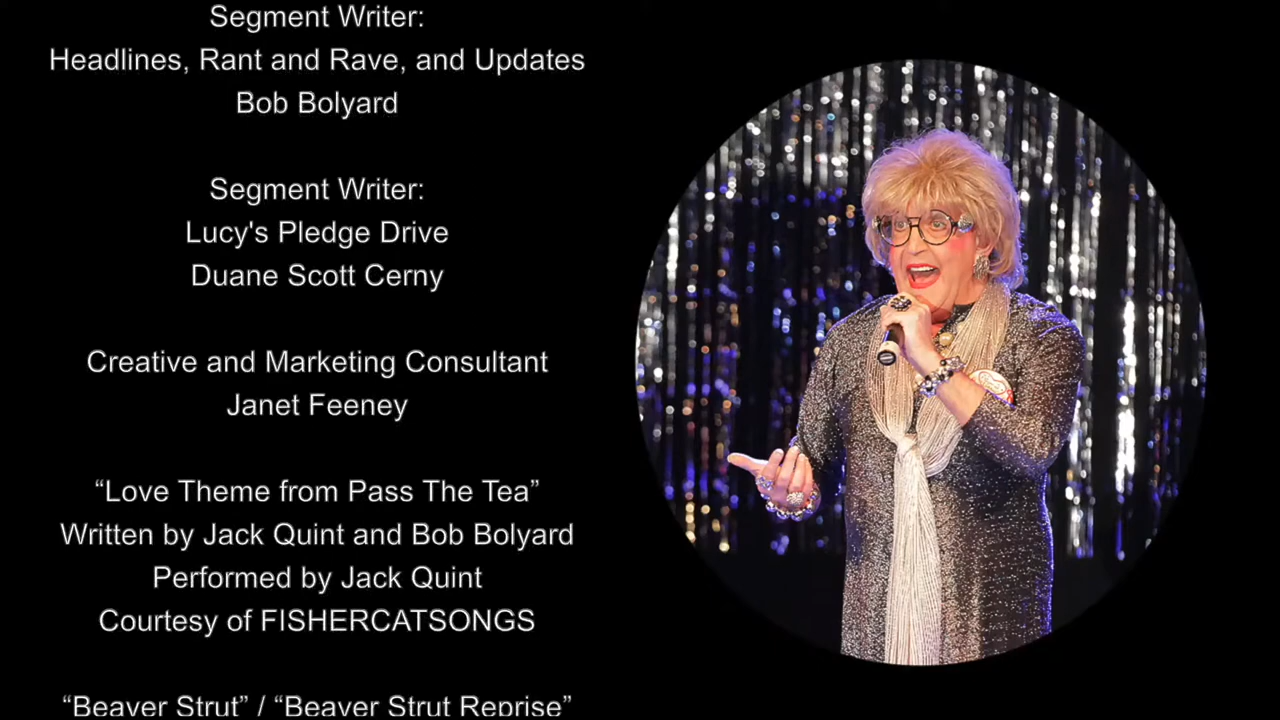 Segment Writer:
Headlines, Rant and Rave, and Updates
Bob Bolyard
Segment Writer:
Lucy's Pledge Drive
Duane Scott Cerny
Creative and Marketing Consultant
Janet Feeney
“Love Theme from Pass The Tea”
Written by Jack Quint and Bob Bolyard
Performed by Jack Quint
Courtesy of FISHERCATSONGS
“Beaver Strut” / “Beaver Strut Reprise”